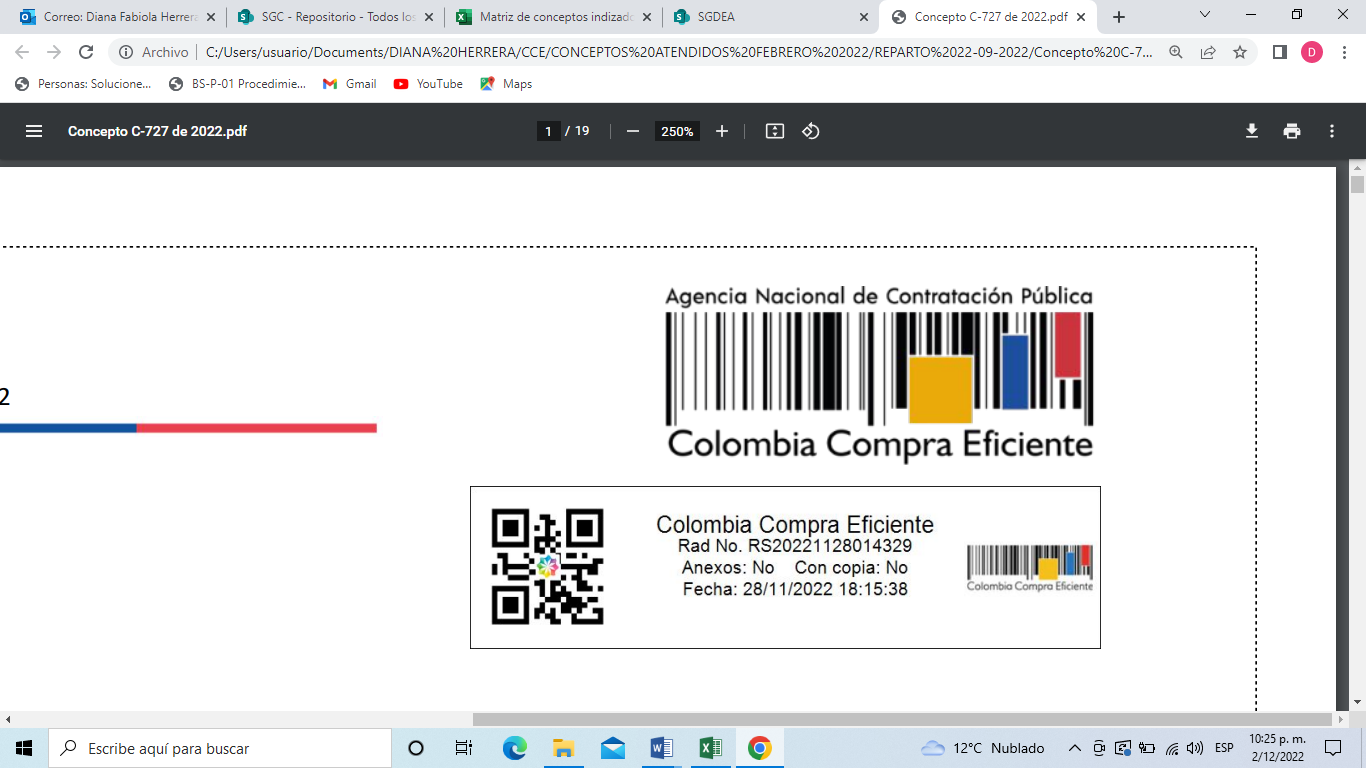 Correo: Diana Fabiola Herrera
SGC - Repositorio - Todos los
Matriz de conceptos indizado
SGDEA
Concepto C-727 de 2022.pdf
Archivo
C:/Users/usuario/Documents/DIANA%20HERRERA/CCE/CONCEPTOS%20ATENDIDOS%20FEBRERO%202022/REPARTO%2022-09-2022/Concepto%20C-7...
D
Personas: Solucione...
BS-P-01 Procedimie...
Gmail
YouTube
Maps
Concepto C-727 de 2022.pdf
1 / 19
250%
Agencia Nacional de Contratación Pública
2
Colombia Compra Eficiente
Colombia Compra Eficiente
Rad No. RS20221128014329
Anexos: No Con copia: No
Fecha: 28/11/2022 18:15:38
Colombia Compra Eficiente
Escribe aquí para buscar
12°C Nublado
ESP
10:25 p. m.
2/12/2022